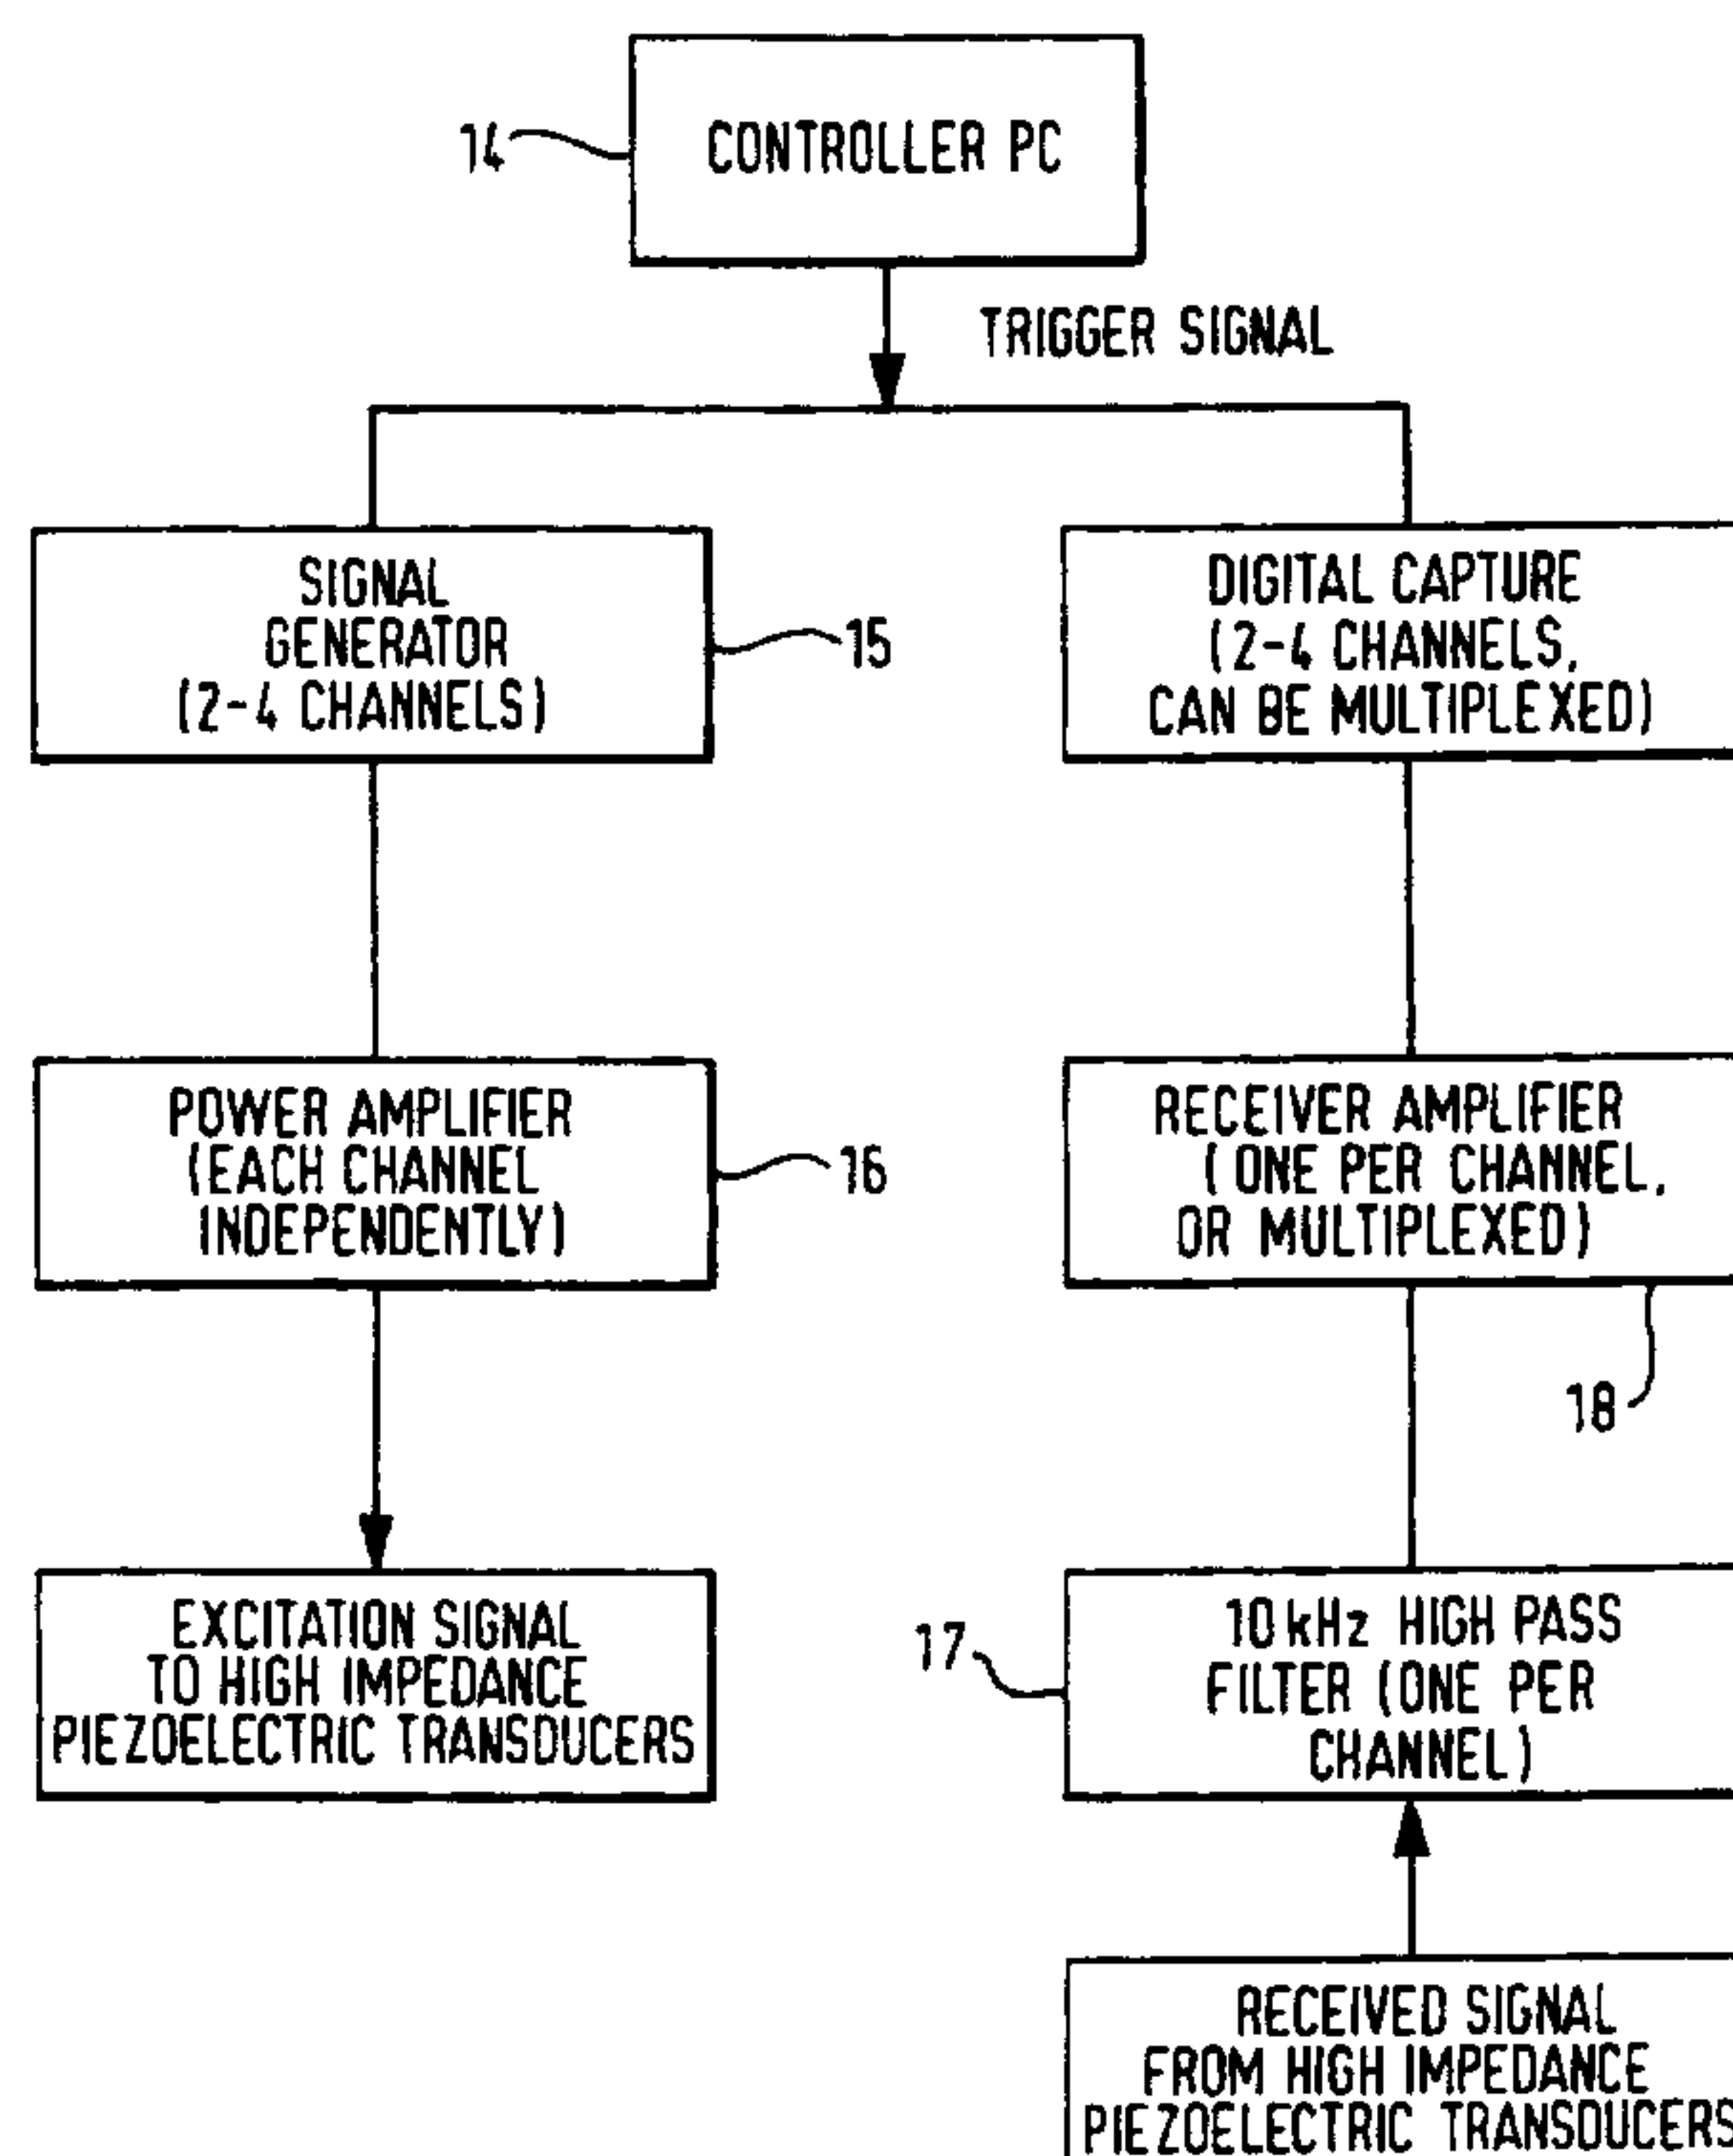 14
CONTROLLER PC
TRIGGER SIGNAL
SIGNAL
GENERATOR
(2-4 CHANNELS)
15
DIGITAL CAPTURE
(2-4 CHANNELS,
CAN BE MULTIPLEXED)
POWER AMPLIFIER
(EACH CHANNEL
INDEPENDENTLY)
16
RECEIVER AMPLIFIER
(ONE PER CHANNEL,
OR MULTIPLEXED)
18
EXCITATION SIGNAL
TO HIGH IMPEDANCE
PIEZOELECTRIC TRANSDUCERS
17
10 kHz HIGH PASS
FILTER (ONE PER
CHANNEL)
RECEIVED SIGNAL
FROM HIGH IMPEDANCE
PIEZOELECTRIC TRANSDUCERS